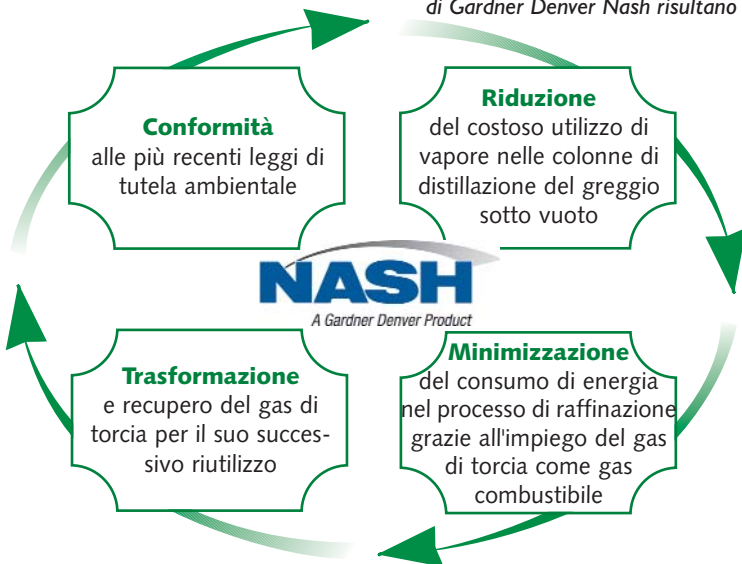 di Gardner Denver Nash risultano
Conformità
alle più recenti leggi di
tutela ambientale
Riduzione
del costoso utilizzo di
vapore nelle colonne di
distillazione del greggio
sotto vuoto
NASH
A Gardner Denver Product
Trasformazione
e recupero del gas di
torcia per il suo succes-
sivo riutilizzo
Minimizzazione
del consumo di energia
nel processo di raffinazione
grazie all'impiego del gas
di torcia come gas
combustibile